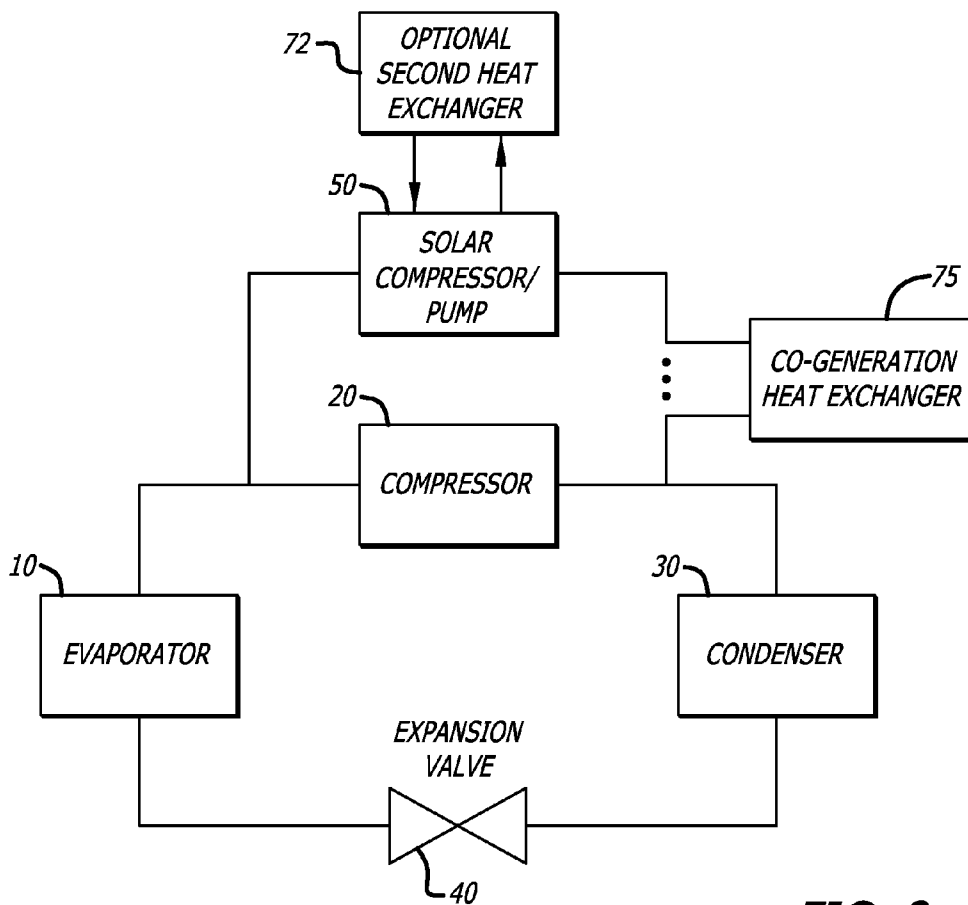 72
OPTIONAL
SECOND HEAT
EXCHANGER
50
SOLAR
COMPRESSOR/
PUMP
75
CO-GENERATION
HEAT EXCHANGER
20
COMPRESSOR
10
EVAPORATOR
30
CONDENSER
EXPANSION
VALVE
40